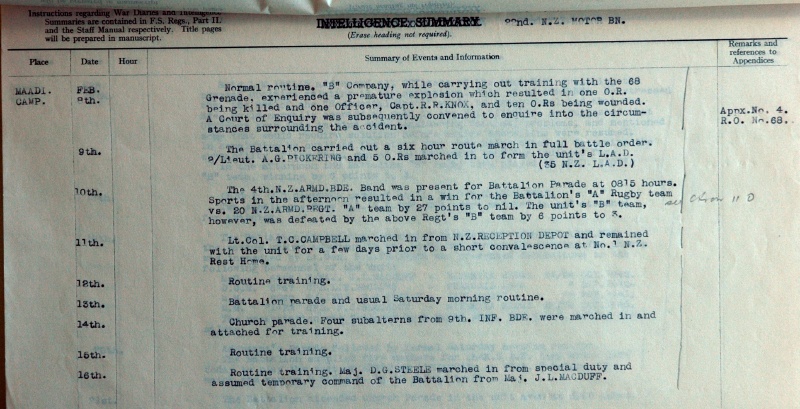 Instructions regarding War Diaries and Intelligence
Summaries are contained in F.S. Regs., Part II.
and the Staff Manual respectively. Title pages
will be prepared in manuscript.
INTELLIGENCE SUMMARY.
22nd. N.Z. MOTOR BN.
(Erase heading not required).
Place Date Hour Summary of Events and Information Remarks and references to Appendices
MAADI. CAMP. FEB. 8th. Normal routine. "B" Company, while carrying out training with the 68
Grenade, experienced a premature explosion which resulted in one O.R.
being killed and one Officer, Capt.R.R.KNOX, and ten O.Rs being wounded.
A Court of Enquiry was subsequently convened to enquire into the circum-
stances surrounding the accident.
Appx.No. 4.
R.O. No.68..
9th. The Battalion carried out a six hour route march in full battle order.
2/Lieut. A.G.PICKERING and 5 O.Rs marched in to form the unit's L.A.D.
(35 N.Z. L.A.D.)
10th. The 4th.N.Z.ARMD.BDE. Band was present for Battalion Parade at 0815 hours.
Sports in the afternoon resulted in a win for the Battalion's "A" Rugby team
vs. 20 N.Z.ARMD.REGT. "A" team by 27 points to nil. The unit's "B" team,
however, was defeated by the above Regt's "B" team by 6 points to 3.
11th. Lt.Col. T.C.CAMPBELL marched in from N.Z.RECEPTION DEPOT and remained
with the unit for a few days prior to a short convalescence at No.1 N.Z.
Rest Home.
12th. Routine training.
13th. Battalion parade and usual Saturday morning routine.
14th. Church parade. Four subalterns from 9th. INF. BDE. were marched in and
attached for training.
15th. Routine training.
16th. Routine training. Maj. D.G.STEELE marched in from special duty and
assumed temporary command of the Battalion from Maj. J.L.MACDUFF.